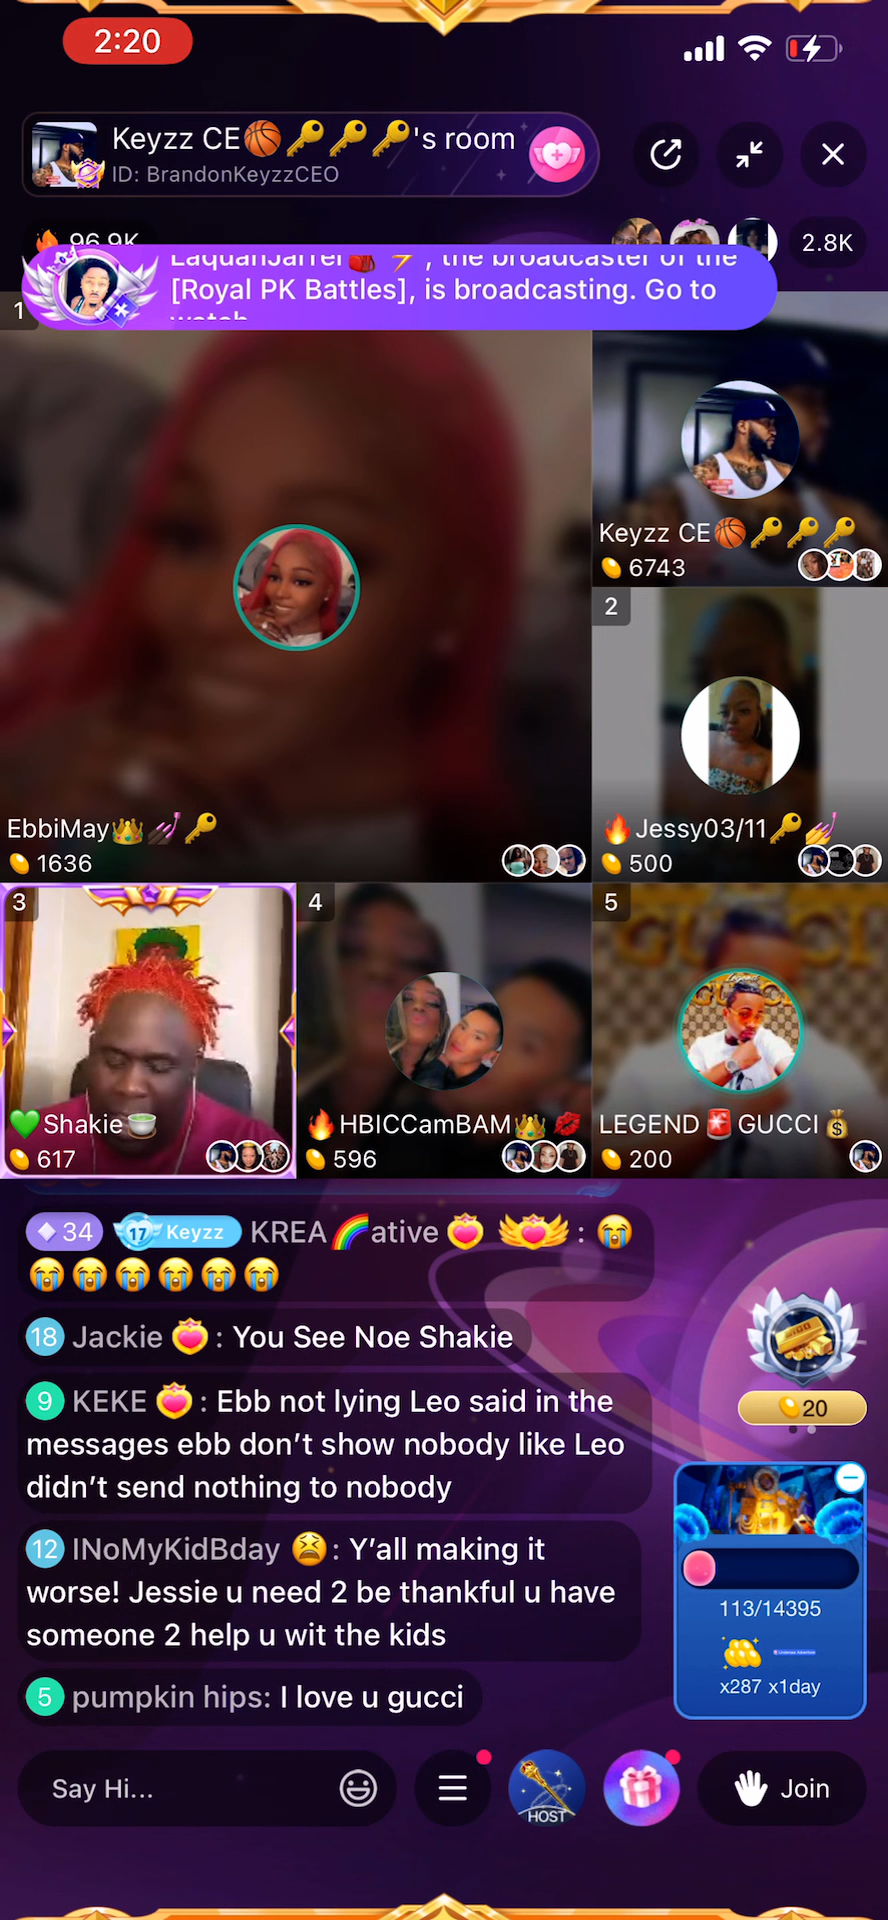 2:20
Keyzz CE🏀🔑🔑🔑's room
ID: BrandonKeyzzCEO
🔥 96.9K
2.8K
LaquanJarrel🎒⚡, the broadcaster of the
[Royal PK Battles], is broadcasting. Go to
watch
1
Keyzz CE🏀🔑🔑🔑
6743
EbbiMay👑💅🏿🔑
1636
2
🔥Jessy03/11🔑💅
500
3
💚Shakie🍵
617
4
🔥HBICCamBAM👑💋
596
5
LEGEND🚨GUCCI💰
200
34 17 Keyzz KREA🌈ative : 😭
😭😭😭😭😭😭
18 Jackie : You See Noe Shakie
9 KEKE : Ebb not lying Leo said in the
messages ebb don't show nobody like Leo
didn't send nothing to nobody
12 INoMyKidBday 😫: Y'all making it
worse! Jessie u need 2 be thankful u have
someone 2 help u wit the kids
5 pumpkin hips: I love u gucci
20
113/14395
x287 x1day
Say Hi...
HOST
Join